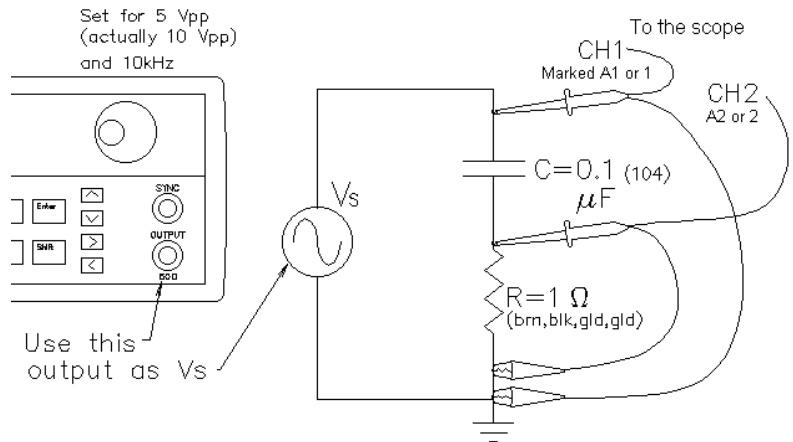 Set for 5 Vpp
(actually 10 Vpp)
and 10kHz
To the scope
CH1
Marked A1 or 1
CH2
A2 or 2
C=0.1 (104)
μF
Vs
Enter
Shift
SYNC
OUTPUT
50Ω
R=1 Ω
(brn,blk,gld,gld)
Use this
output as Vs